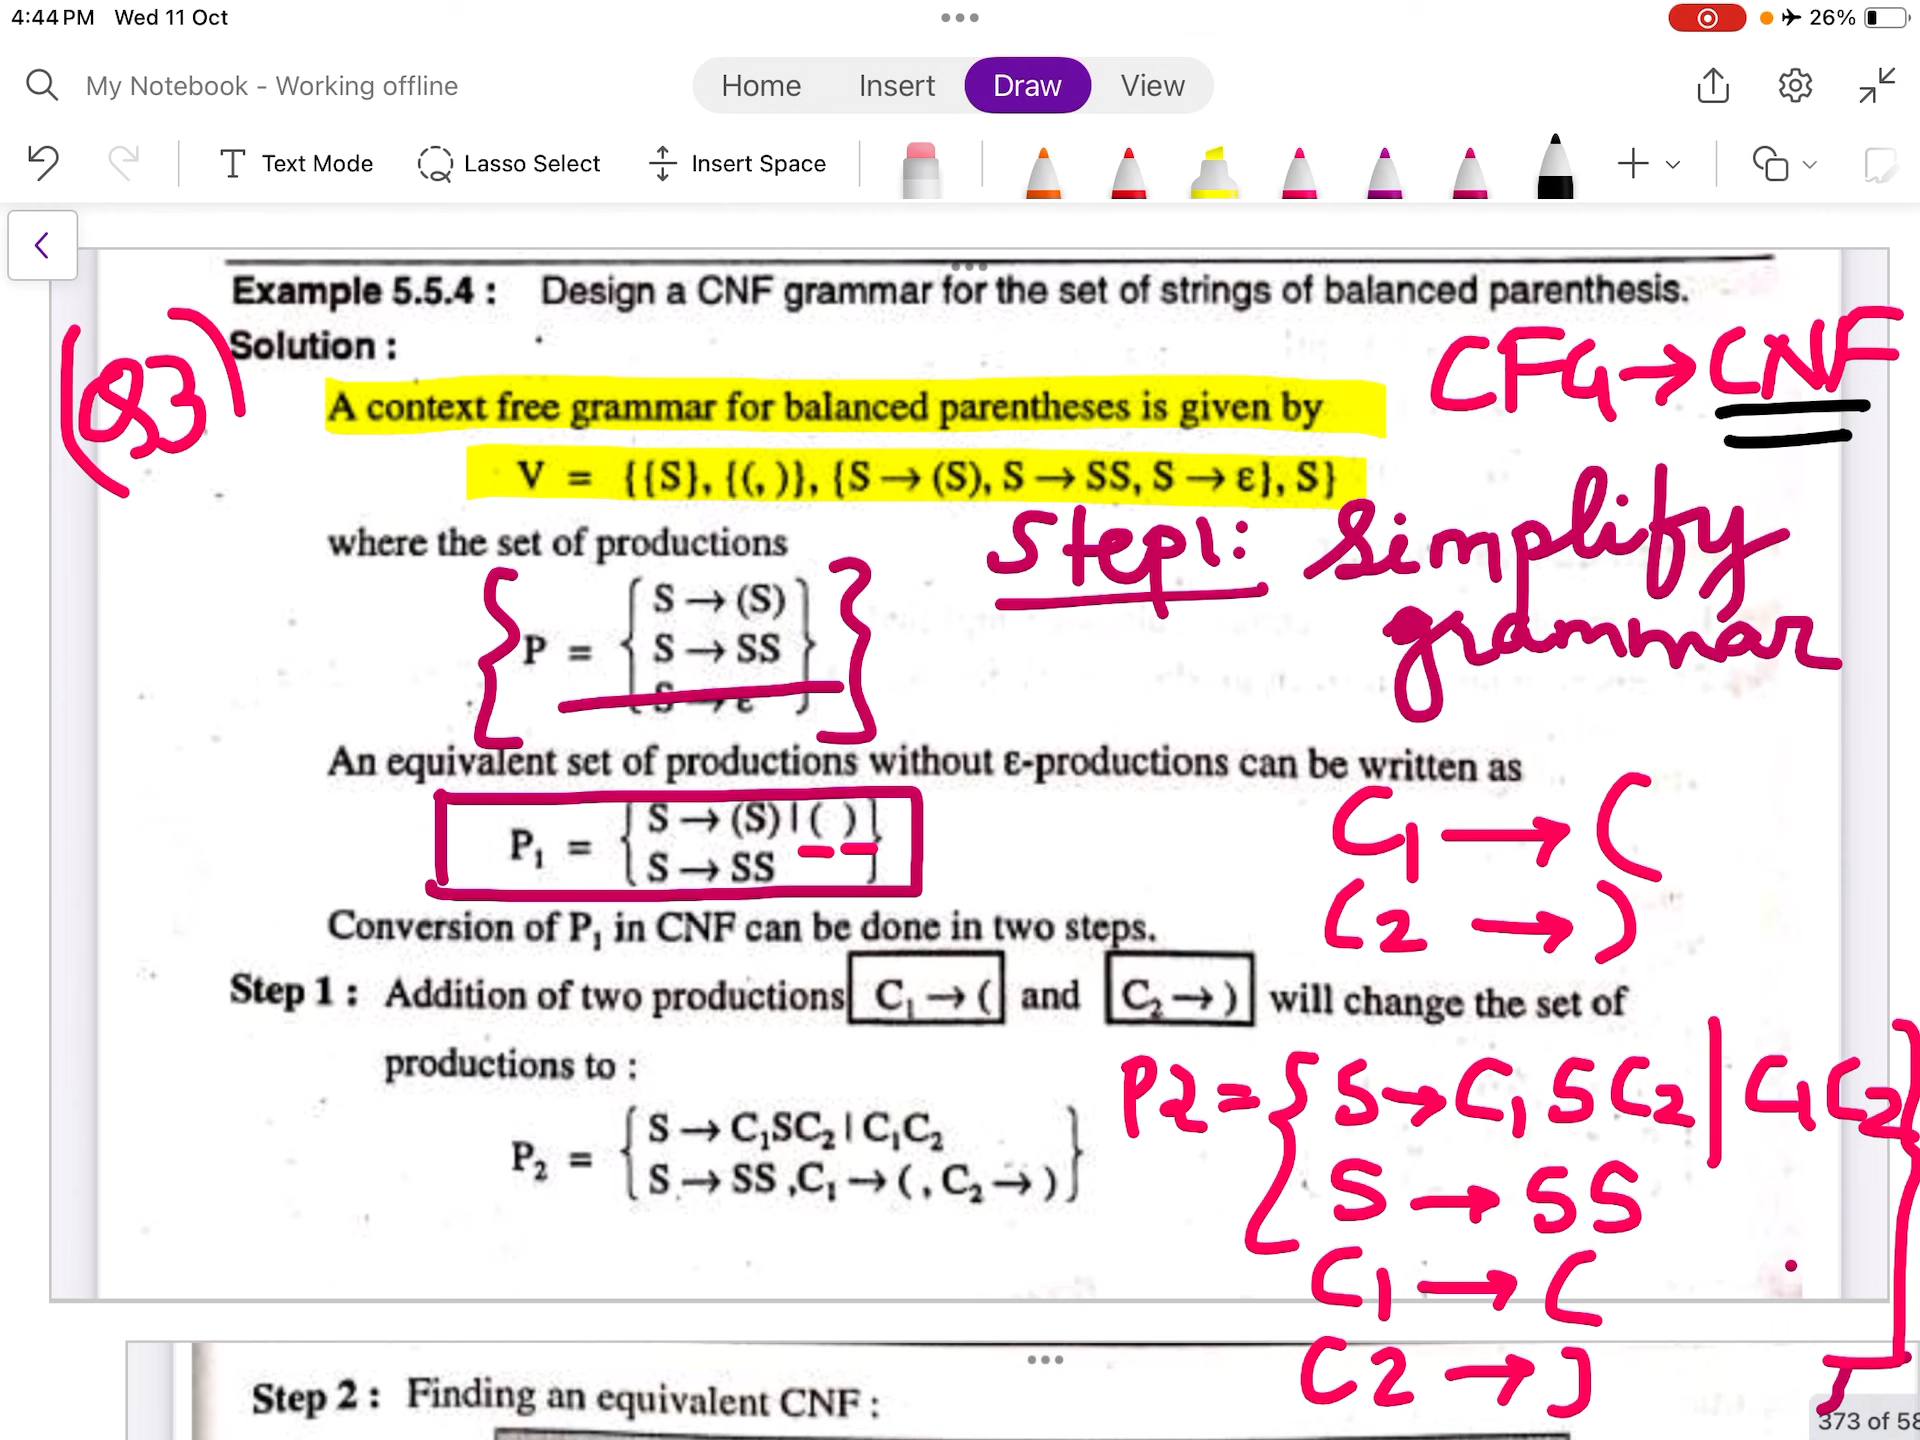 4:44 PM Wed 11 Oct
26%
My Notebook - Working offline
Home Insert Draw View
Text Mode Lasso Select Insert Space
Example 5.5.4 : Design a CNF grammar for the set of strings of balanced parenthesis.
(Q3)
Solution :
CFG → CNF
A context free grammar for balanced parentheses is given by
V = {{S}, {(, )}, {S → (S), S → SS, S → ε}, S}
where the set of productions
Step1: Simplify
grammar
P = { S → (S)
S → SS
S → ε }
An equivalent set of productions without ε-productions can be written as
P₁ = { S → (S) | ( )
S → SS }
C1 → (
C2 → )
Conversion of P₁ in CNF can be done in two steps.
Step 1 : Addition of two productions C₁ → ( and C₂ → ) will change the set of
productions to :
P₂ = { S → C₁SC₂ | C₁C₂
S → SS ,C₁ → ( , C₂ → ) }
P2 = { S → C1 S C2 | C1 C2
S → SS
C1 → (
C2 → ) }
Step 2 : Finding an equivalent CNF :
373 of 58